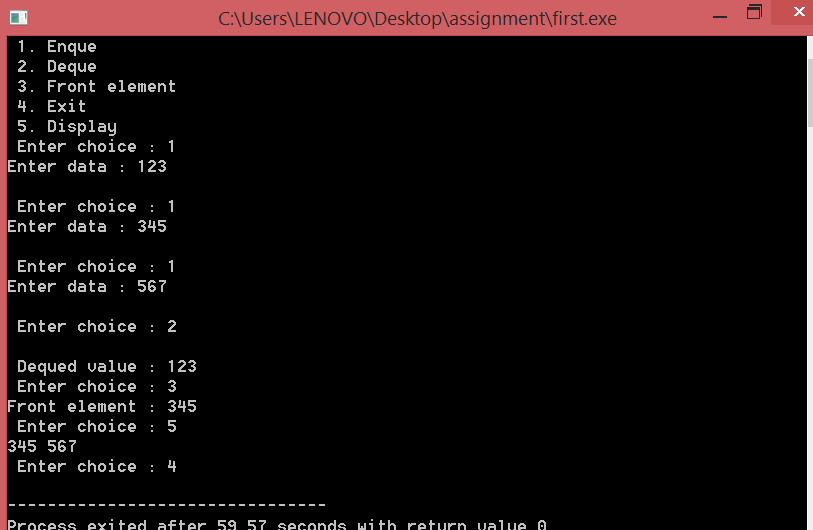 C:\Users\LENOVO\Desktop\assignment\first.exe
1. Enque
2. Deque
3. Front element
4. Exit
5. Display
Enter choice : 1
Enter data : 123
Enter choice : 1
Enter data : 345
Enter choice : 1
Enter data : 567
Enter choice : 2
Dequed value : 123
Enter choice : 3
Front element : 345
Enter choice : 5
345 567
Enter choice : 4
--------------------------------
Process exited after 59.57 seconds with return value 0